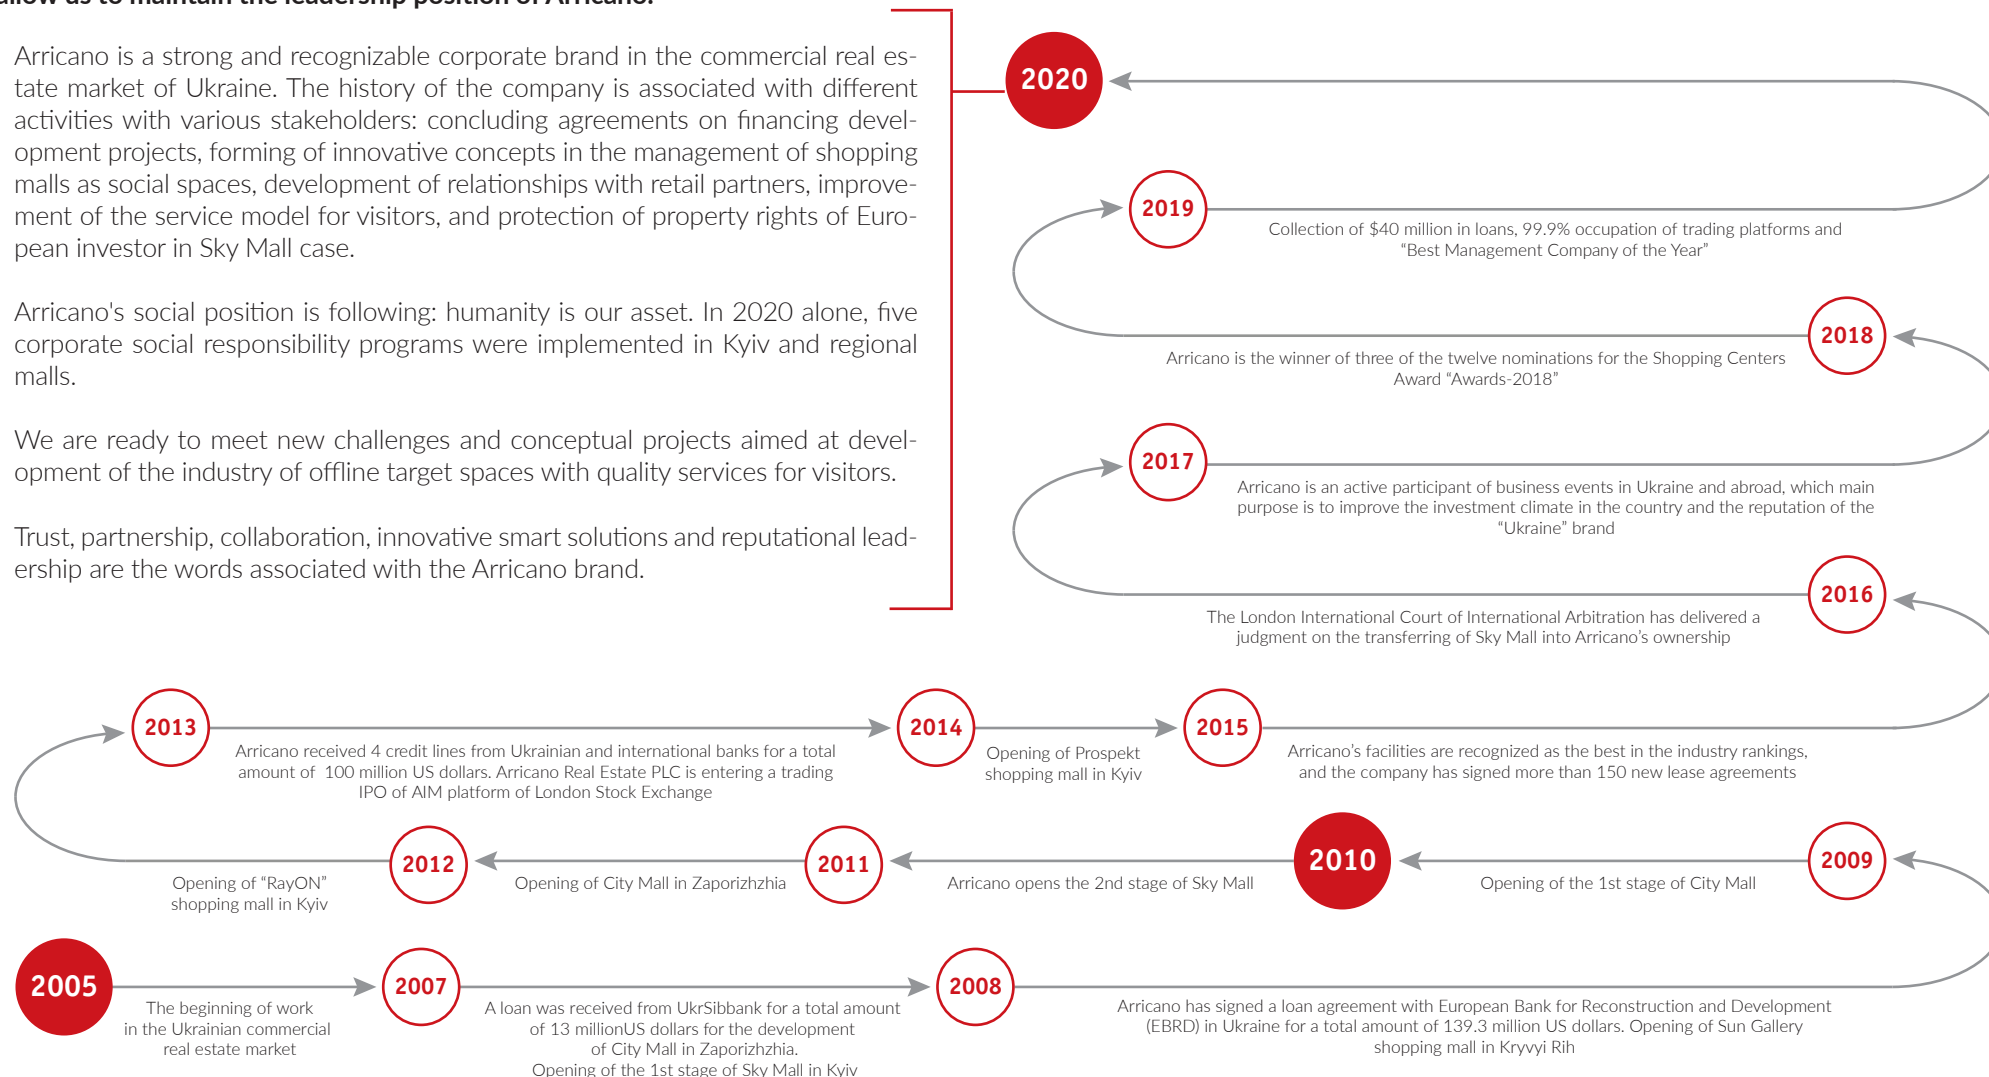 allow us to maintain the leadership position of Arricano.
Arricano is a strong and recognizable corporate brand in the commercial real es-
tate market of Ukraine. The history of the company is associated with different
activities with various stakeholders: concluding agreements on financing devel-
opment projects, forming of innovative concepts in the management of shopping
malls as social spaces, development of relationships with retail partners, improve-
ment of the service model for visitors, and protection of property rights of Euro-
pean investor in Sky Mall case.
Arricano's social position is following: humanity is our asset. In 2020 alone, five
corporate social responsibility programs were implemented in Kyiv and regional
malls.
We are ready to meet new challenges and conceptual projects aimed at devel-
opment of the industry of offline target spaces with quality services for visitors.
Trust, partnership, collaboration, innovative smart solutions and reputational lead-
ership are the words associated with the Arricano brand.
2020
2019
Collection of $40 million in loans, 99.9% occupation of trading platforms and
“Best Management Company of the Year”
2018
Arricano is the winner of three of the twelve nominations for the Shopping Centers
Award “Awards-2018”
2017
Arricano is an active participant of business events in Ukraine and abroad, which main
purpose is to improve the investment climate in the country and the reputation of the
“Ukraine” brand
2016
The London International Court of International Arbitration has delivered a
judgment on the transferring of Sky Mall into Arricano’s ownership
2013
Arricano received 4 credit lines from Ukrainian and international banks for a total
amount of  100 million US dollars. Arricano Real Estate PLC is entering a trading
IPO of AIM platform of London Stock Exchange
2014
Opening of Prospekt
shopping mall in Kyiv
2015
Arricano’s facilities are recognized as the best in the industry rankings,
and the company has signed more than 150 new lease agreements
2012
Opening of “RayON”
shopping mall in Kyiv
2011
Opening of City Mall in Zaporizhzhia
2010
Arricano opens the 2nd stage of Sky Mall
2009
Opening of the 1st stage of City Mall
2005
The beginning of work
in the Ukrainian commercial
real estate market
2007
A loan was received from UkrSibbank for a total amount
of 13 millionUS dollars for the development
of City Mall in Zaporizhzhia.
Opening of the 1st stage of Sky Mall in Kyiv
2008
Arricano has signed a loan agreement with European Bank for Reconstruction and Development
(EBRD) in Ukraine for a total amount of 139.3 million US dollars. Opening of Sun Gallery
shopping mall in Kryvyi Rih